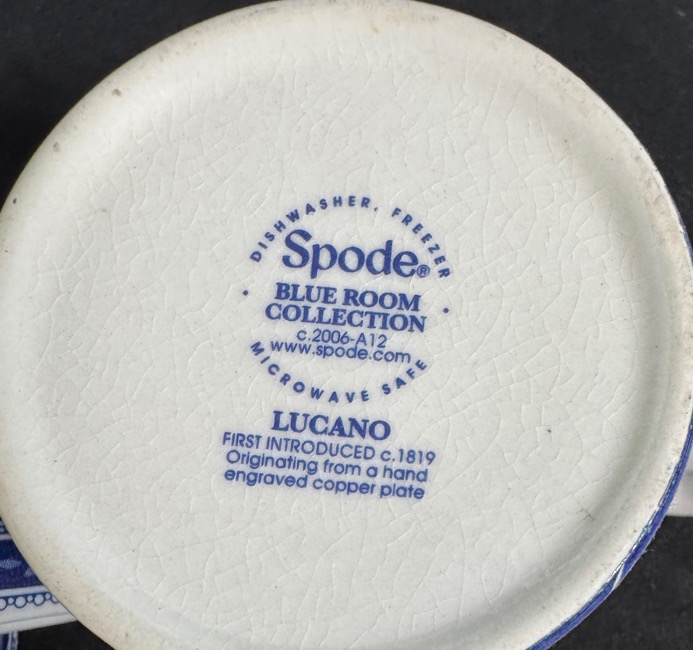 DISHWASHER, FREEZER
Spode®
BLUE ROOM
COLLECTION
c.2006-A12
www.spode.com
MICROWAVE SAFE
LUCANO
FIRST INTRODUCED c.1819
Originating from a hand
engraved copper plate